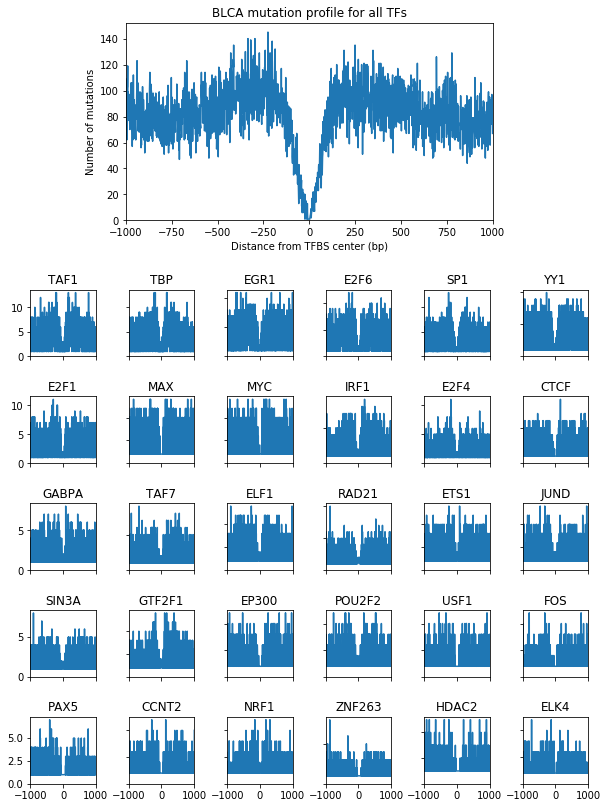 BLCA mutation profile for all TFs
140
120
100
80
60
40
20
0
Number of mutations
−1000 −750 −500 −250 0 250 500 750 1000
Distance from TFBS center (bp)
TAF1 TBP EGR1 E2F6 SP1 YY1
10
5
0
E2F1 MAX MYC IRF1 E2F4 CTCF
10
5
0
GABPA TAF7 ELF1 RAD21 ETS1 JUND
5
0
SIN3A GTF2F1 EP300 POU2F2 USF1 FOS
5
0
PAX5 CCNT2 NRF1 ZNF263 HDAC2 ELK4
5.0
2.5
0.0
−1000 0 1000 −1000 0 1000 −1000 0 1000 −1000 0 1000 −1000 0 1000 −1000 0 1000